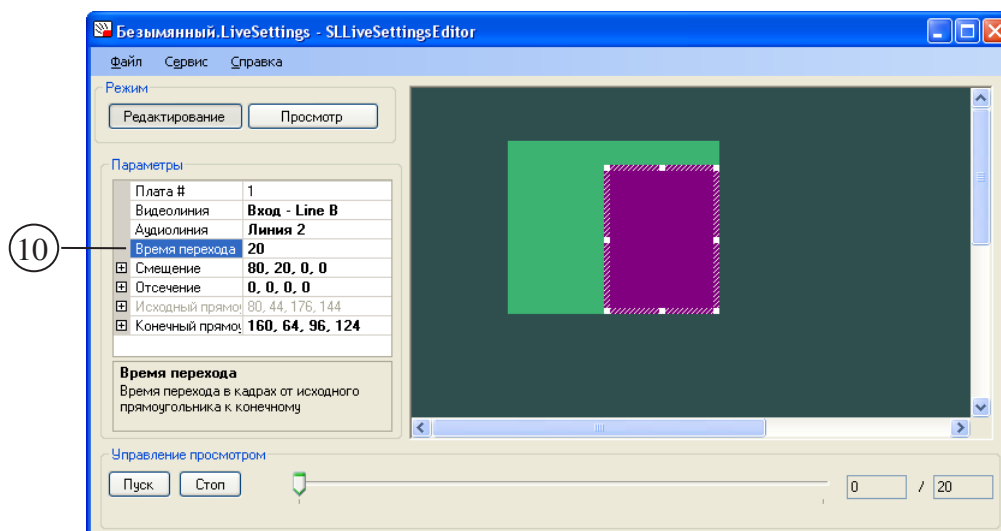 Безымянный.LiveSettings - SLLiveSettingsEditor
Файл Сервис Справка
Режим
Редактирование Просмотр
Параметры
Плата # 1
Видеолиния Вход - Line B
Аудиолиния Линия 2
10 Время перехода 20
Смещение 80, 20, 0, 0
Отсечение 0, 0, 0, 0
Исходный прямоу 80, 44, 176, 144
Конечный прямоу 160, 64, 96, 124
Время перехода
Время перехода в кадрах от исходного
прямоугольника к конечному
Управление просмотром
Пуск Стоп 0 / 20